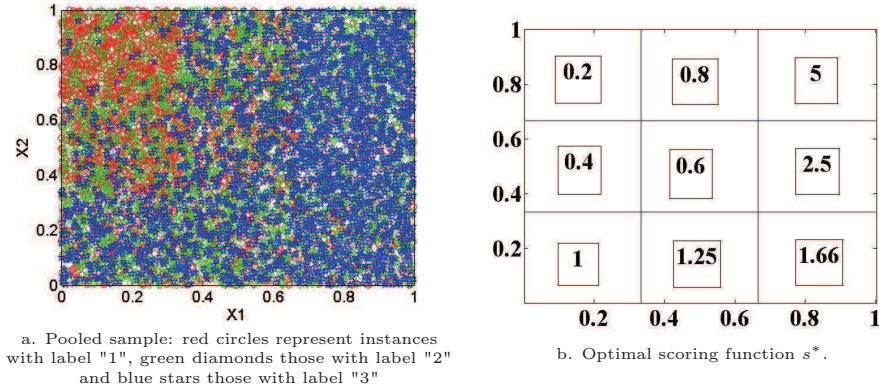 1
0.8
0.6
0.4
0.2
0
X2
0 0.2 0.4 0.6 0.8 1
X1
a. Pooled sample: red circles represent instances
with label "1", green diamonds those with label "2"
and blue stars those with label "3"
1
0.8
0.6
0.4
0.2
0.2 0.8 5
0.4 0.6 2.5
1 1.25 1.66
0.2 0.4 0.6 0.8 1
b. Optimal scoring function s*.